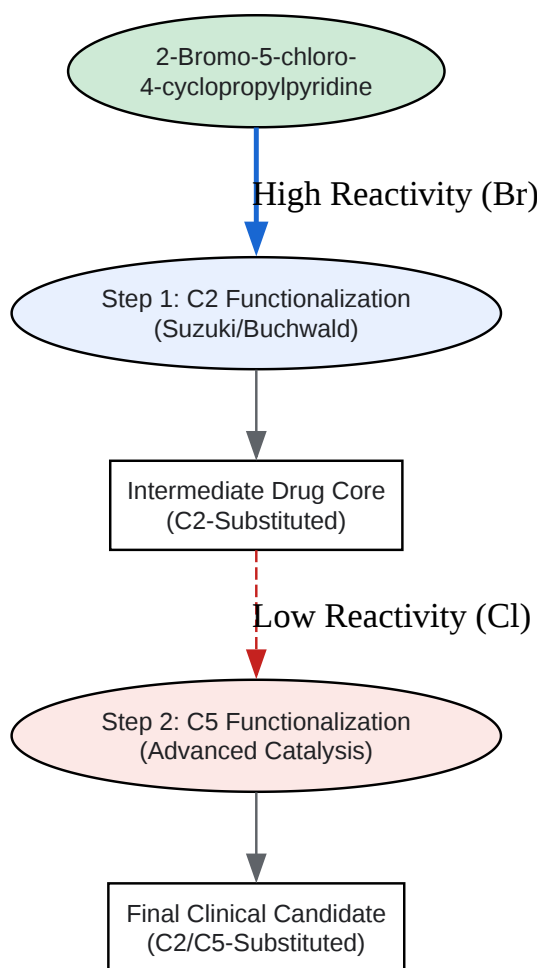 2-Bromo-5-chloro-
4-cyclopropylpyridine
High Reactivity (Br)
Step 1: C2 Functionalization
(Suzuki/Buchwald)
Intermediate Drug Core
(C2-Substituted)
Low Reactivity (Cl)
Step 2: C5 Functionalization
(Advanced Catalysis)
Final Clinical Candidate
(C2/C5-Substituted)